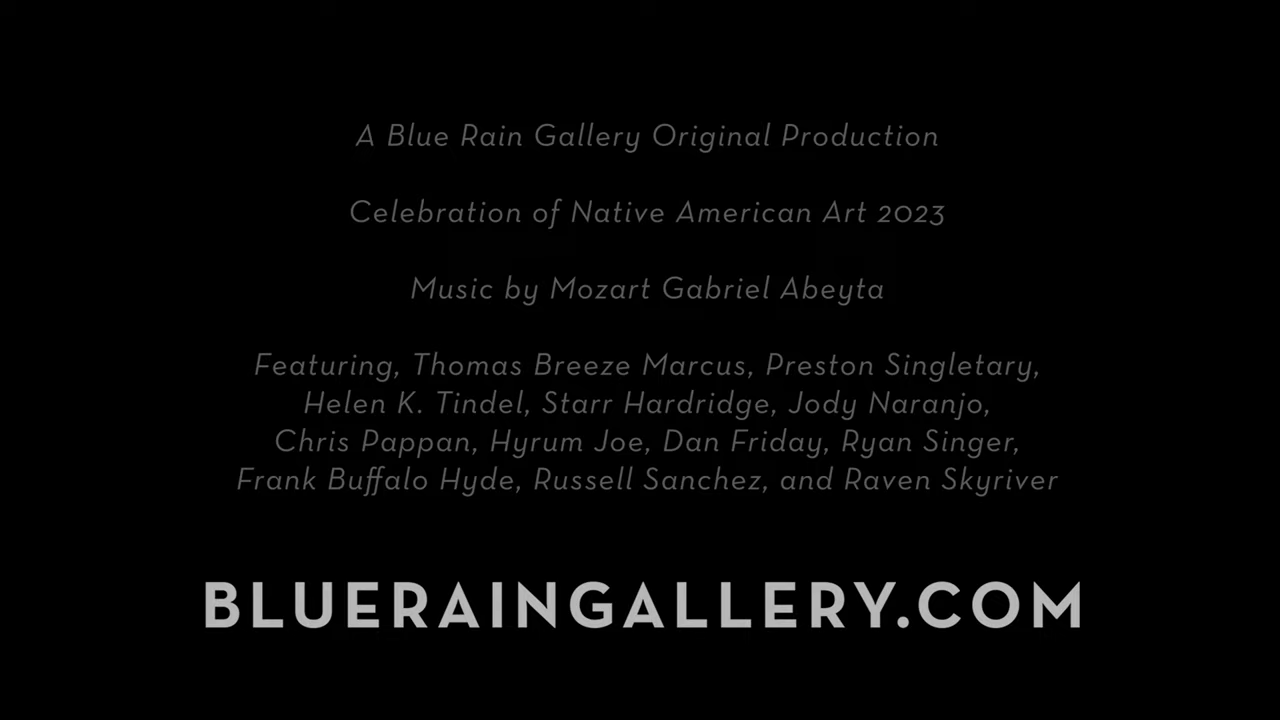 A Blue Rain Gallery Original Production
Celebration of Native American Art 2023
Music by Mozart Gabriel Abeyta
Featuring, Thomas Breeze Marcus, Preston Singletary,
Helen K. Tindel, Starr Hardridge, Jody Naranjo,
Chris Pappan, Hyrum Joe, Dan Friday, Ryan Singer,
Frank Buffalo Hyde, Russell Sanchez, and Raven Skyriver
BLUERAINGALLERY.COM